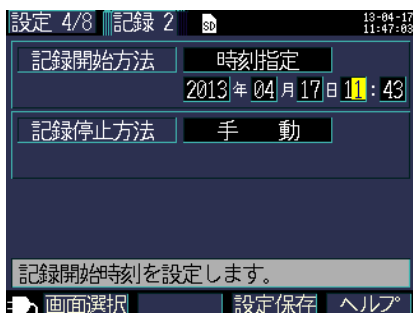 設定 4/8 記録 2 SD 13-04-17
11:47:03
記録開始方法 時刻指定
2013年04月17日11:43
記録停止方法 手 動
記録開始時刻を設定します。
画面選択 設定保存 ヘルプ